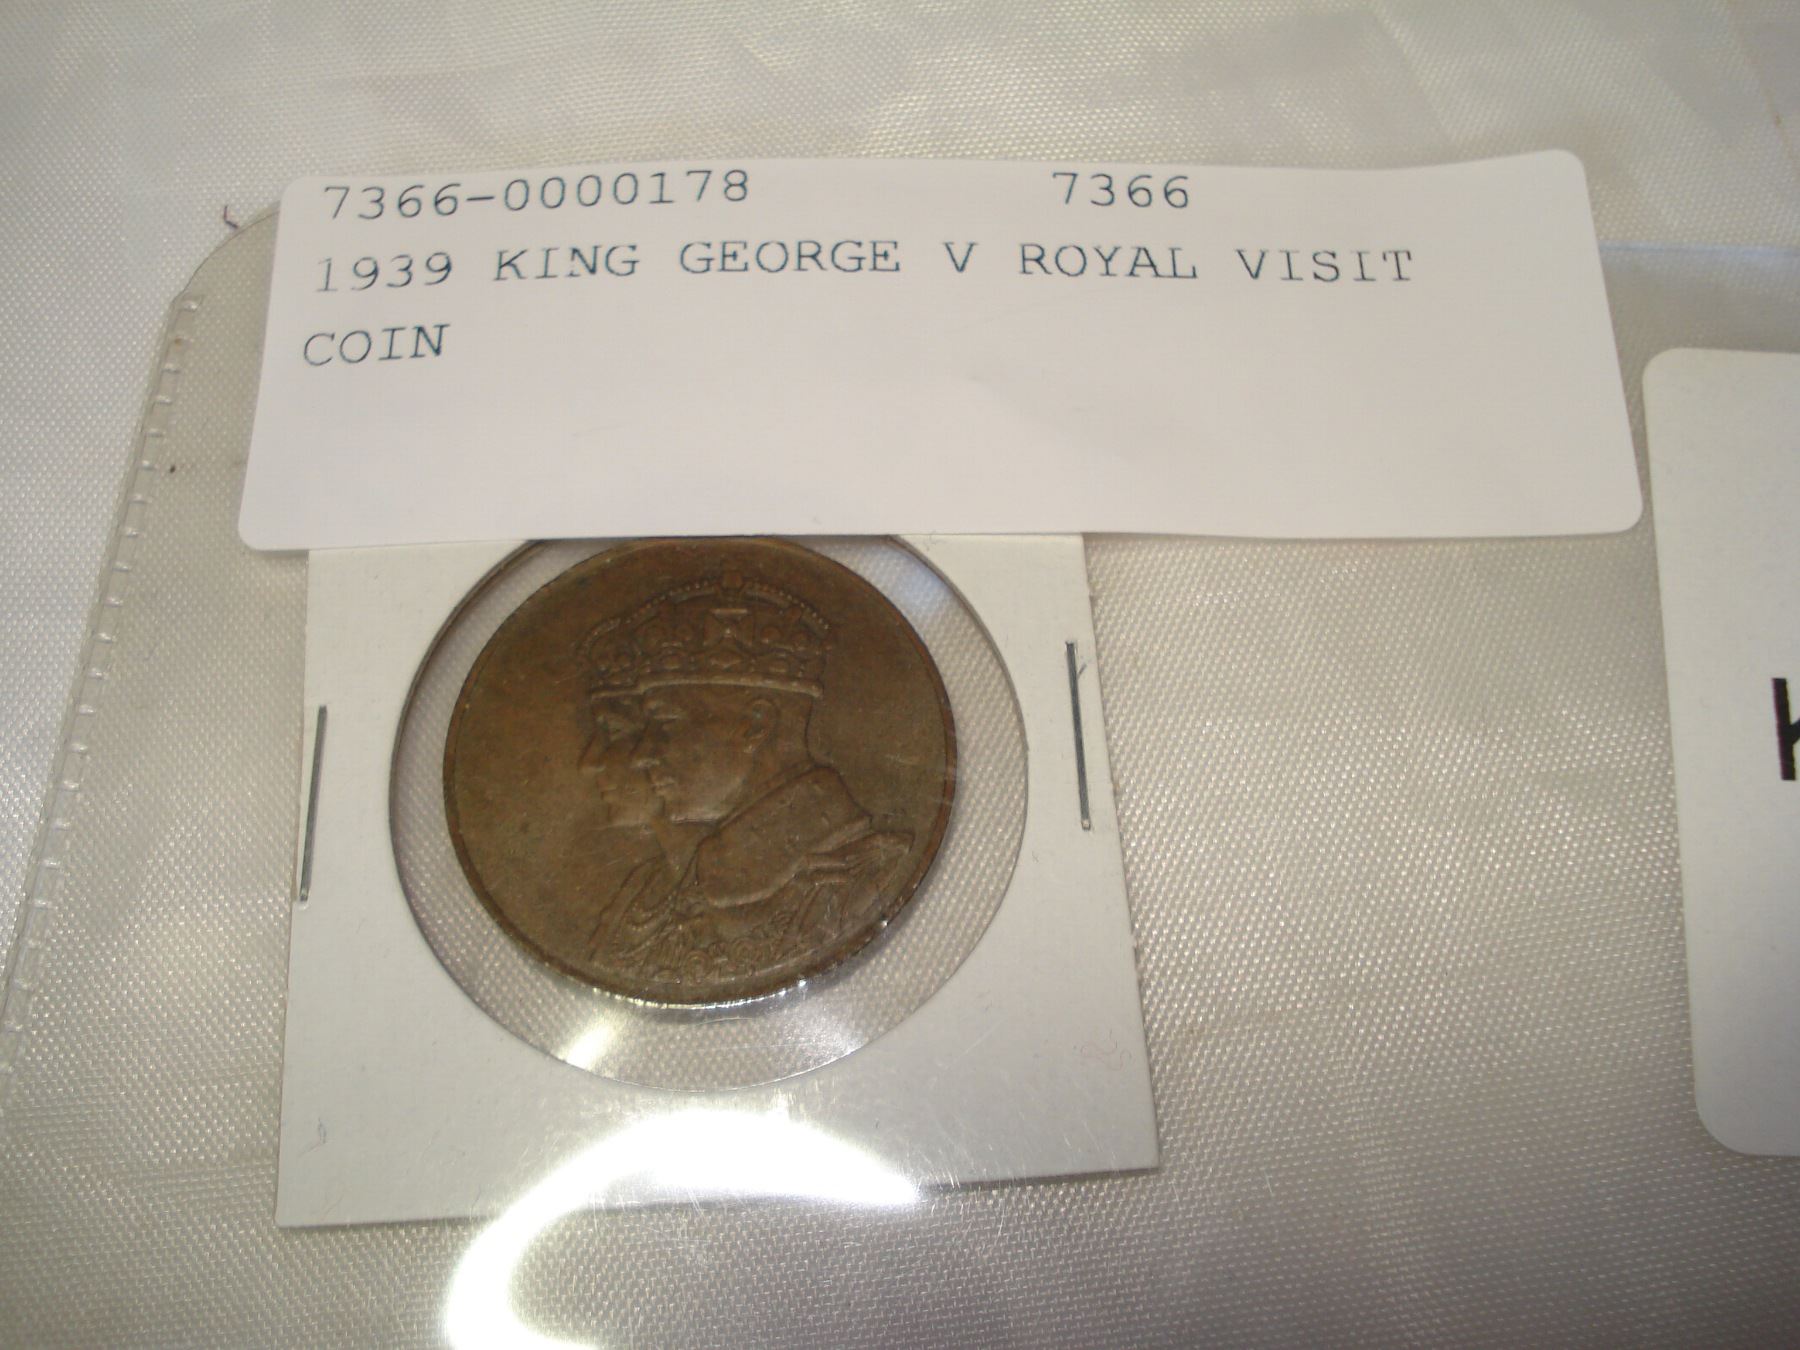 7366-0000178 7366
1939 KING GEORGE V ROYAL VISIT
COIN